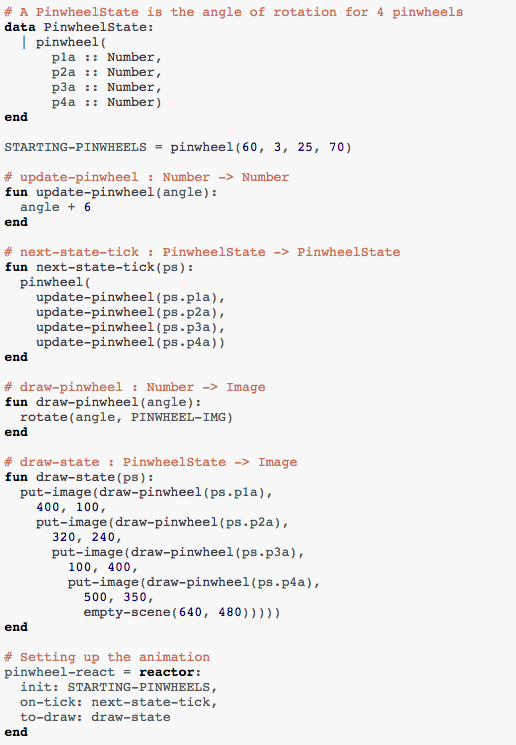 # A PinwheelState is the angle of rotation for 4 pinwheels
data PinwheelState:
  | pinwheel(
      p1a :: Number,
      p2a :: Number,
      p3a :: Number,
      p4a :: Number)
end

STARTING-PINWHEELS = pinwheel(60, 3, 25, 70)

# update-pinwheel : Number -> Number
fun update-pinwheel(angle):
  angle + 6
end

# next-state-tick : PinwheelState -> PinwheelState
fun next-state-tick(ps):
  pinwheel(
    update-pinwheel(ps.p1a),
    update-pinwheel(ps.p2a),
    update-pinwheel(ps.p3a),
    update-pinwheel(ps.p4a))
end

# draw-pinwheel : Number -> Image
fun draw-pinwheel(angle):
  rotate(angle, PINWHEEL-IMG)
end

# draw-state : PinwheelState -> Image
fun draw-state(ps):
  put-image(draw-pinwheel(ps.p1a),
    400, 100,
    put-image(draw-pinwheel(ps.p2a),
      320, 240,
      put-image(draw-pinwheel(ps.p3a),
        100, 400,
        put-image(draw-pinwheel(ps.p4a),
          500, 350,
          empty-scene(640, 480)))))
end

# Setting up the animation
pinwheel-react = reactor:
  init: STARTING-PINWHEELS,
  on-tick: next-state-tick,
  to-draw: draw-state
end